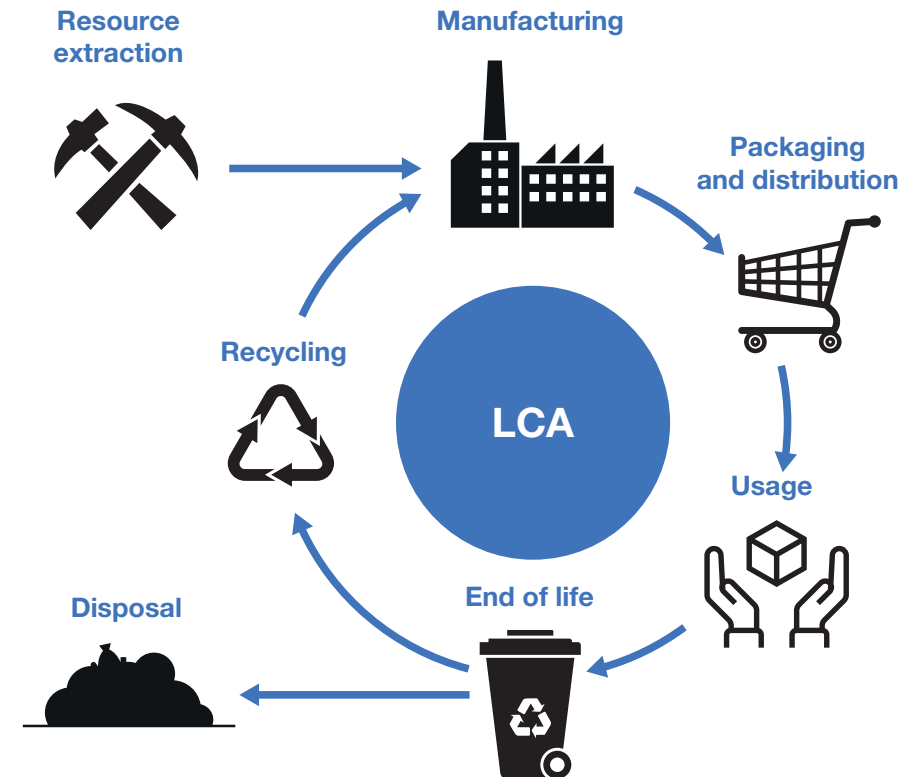 Resource
extraction
Manufacturing
Packaging
and distribution
Recycling
LCA
Usage
End of life
Disposal